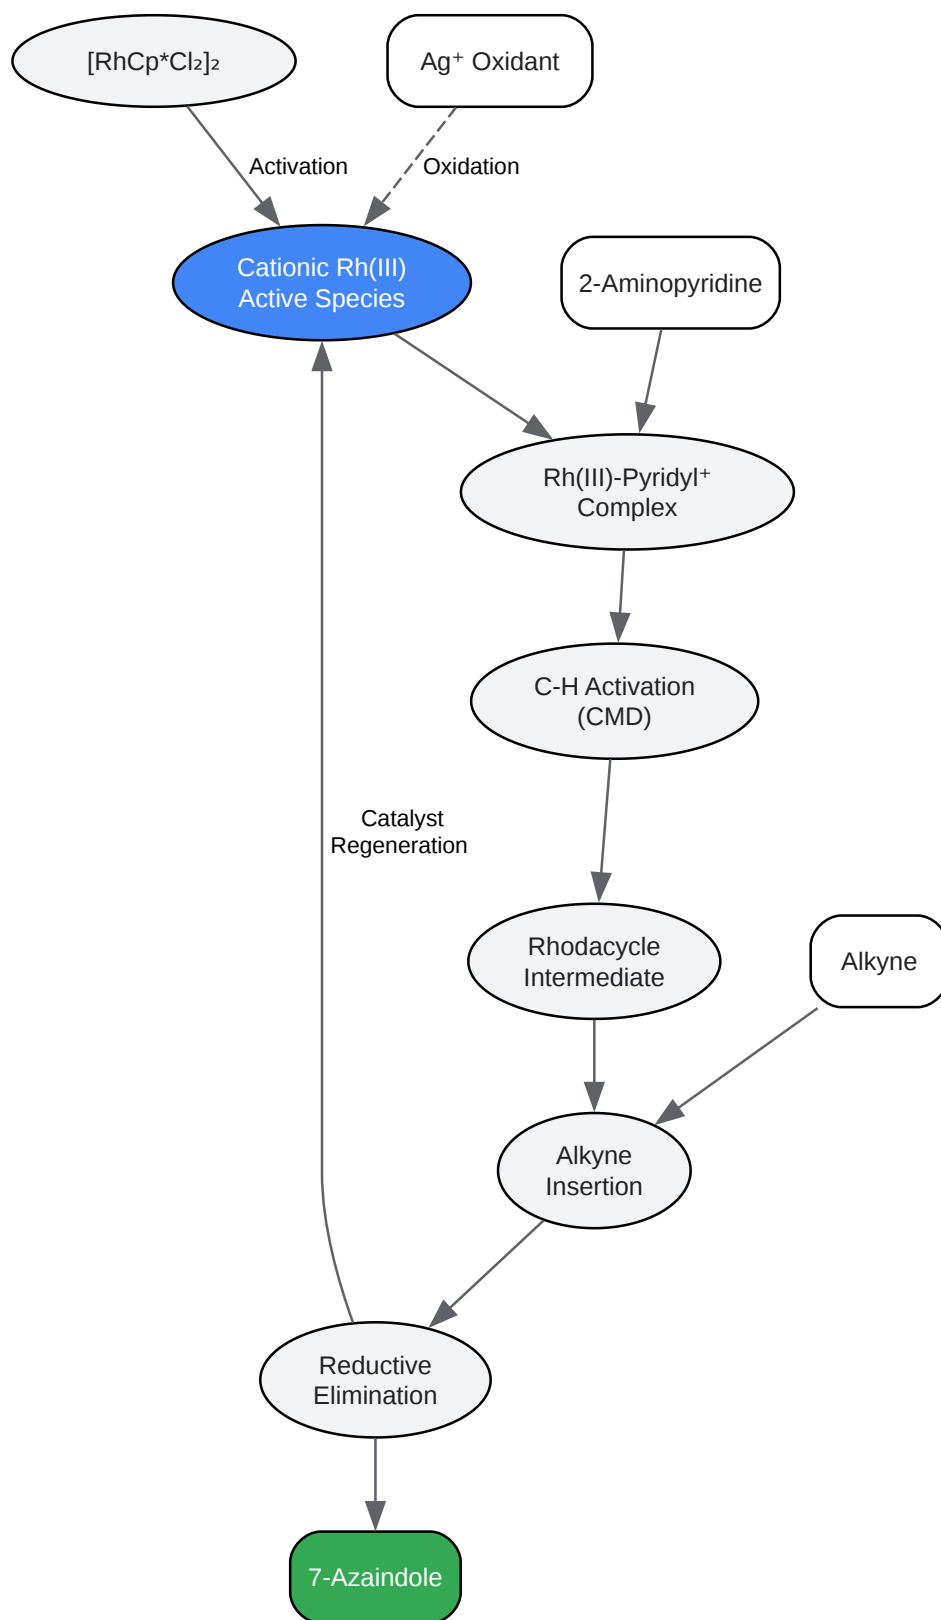 [RhCp*Cl₂]₂
Ag⁺ Oxidant
Activation
Oxidation
Cationic Rh(III)
Active Species
2-Aminopyridine
Rh(III)-Pyridyl⁺
Complex
C-H Activation
(CMD)
Catalyst
Regeneration
Rhodacycle
Intermediate
Alkyne
Alkyne
Insertion
Reductive
Elimination
7-Azaindole